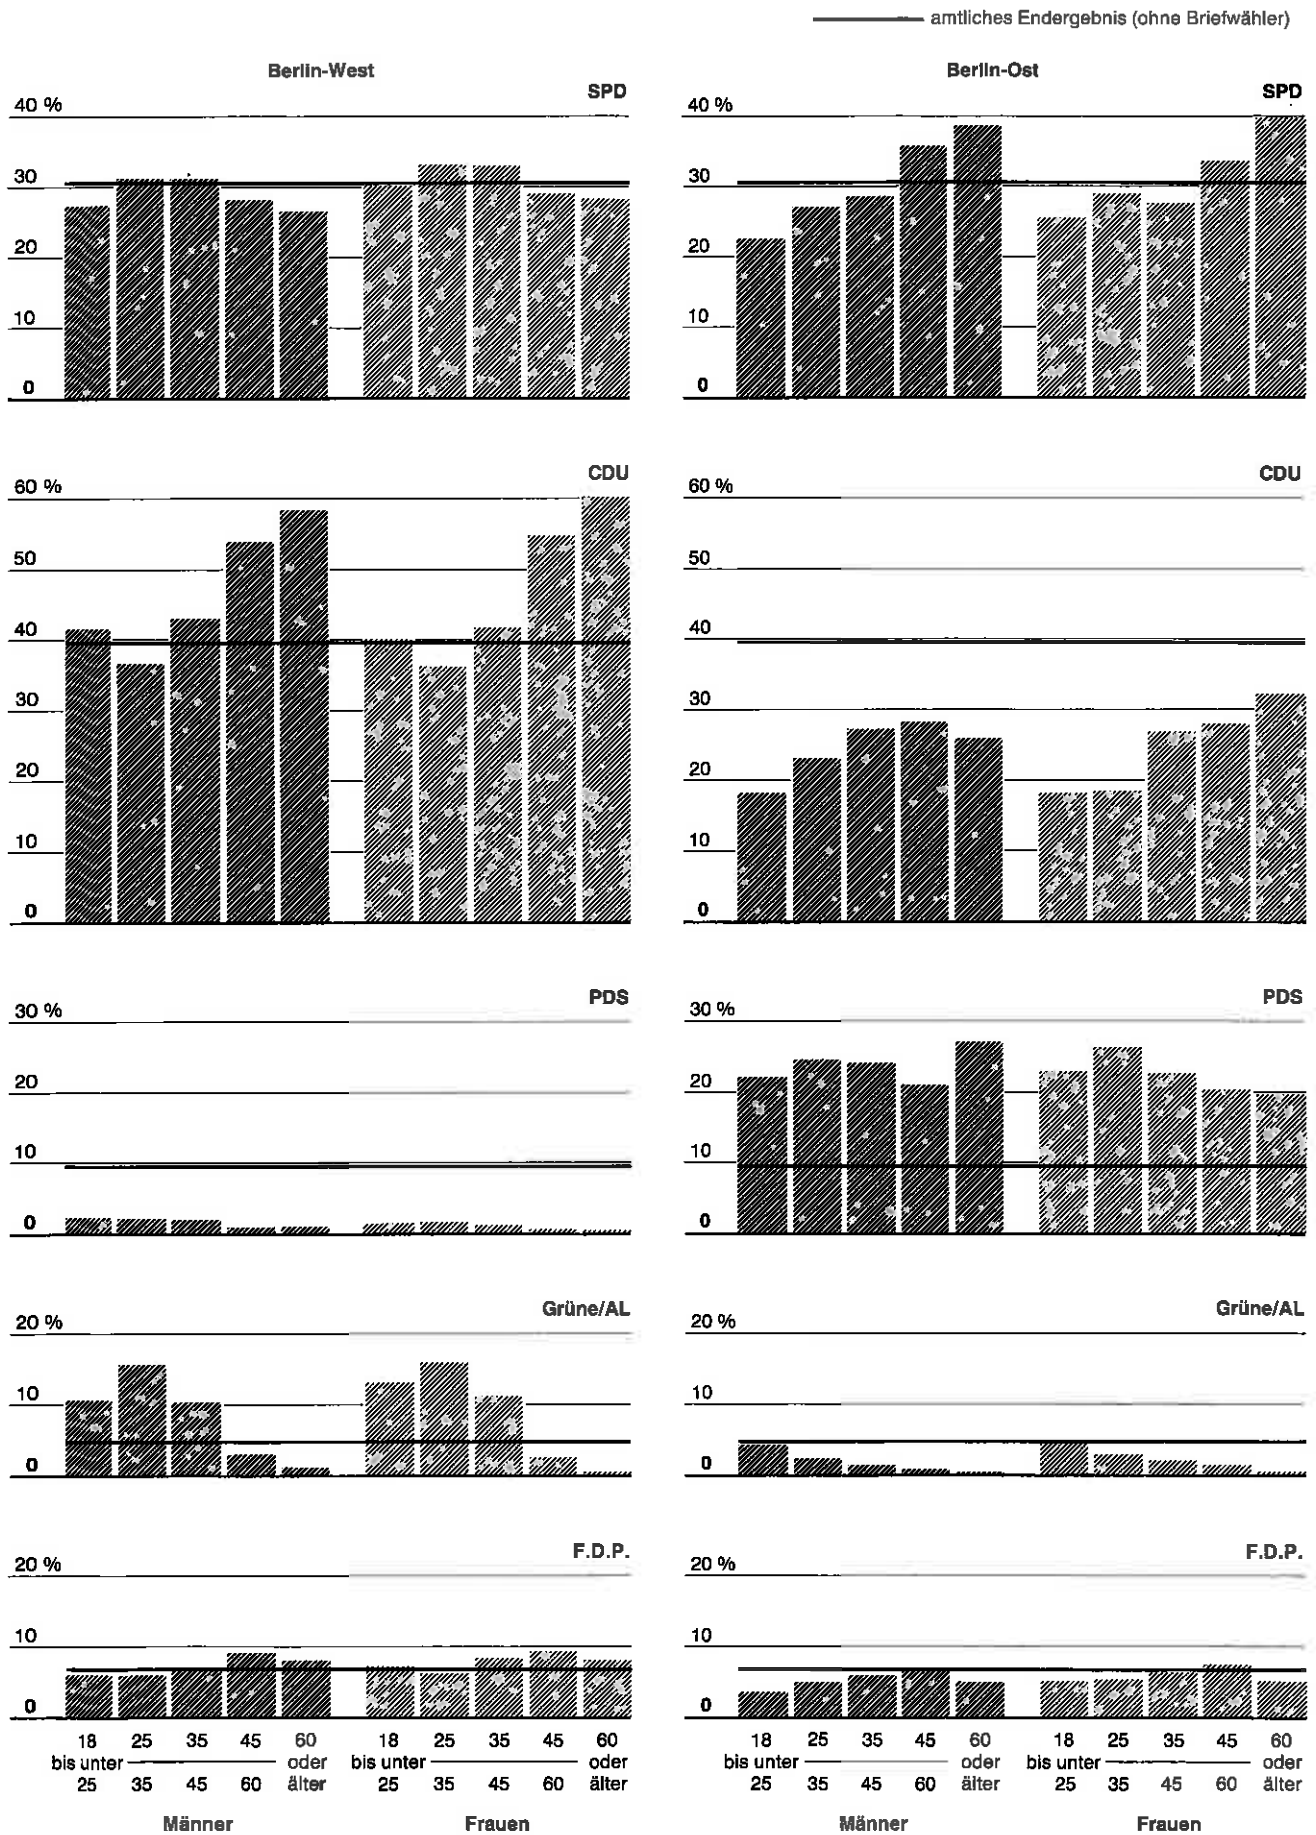 amtliches Endergebnis (ohne Briefwähler)
Berlin-West
SPD
40 %
30
20
10
0
CDU
60 %
50
40
30
20
10
0
PDS
30 %
20
10
0
Grüne/AL
20 %
10
0
F.D.P.
20 %
10
0
18 25 35 45 60 18 25 35 45 60
bis unter oder bis unter oder
25 35 45 60 älter 25 35 45 60 älter
Männer Frauen
Berlin-Ost
SPD
40 %
30
20
10
0
CDU
60 %
50
40
30
20
10
0
PDS
30 %
20
10
0
Grüne/AL
20 %
10
0
F.D.P.
20 %
10
0
18 25 35 45 60 18 25 35 45 60
bis unter oder bis unter oder
25 35 45 60 älter 25 35 45 60 älter
Männer Frauen